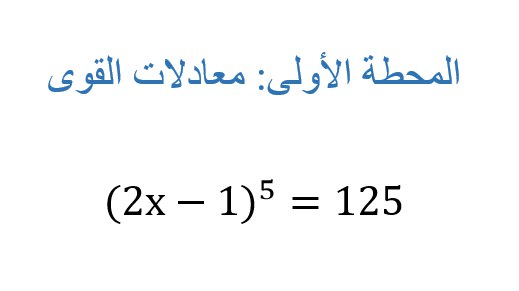 المحطة الأولى: معادلات القوى
(2x − 1)⁵ = 125